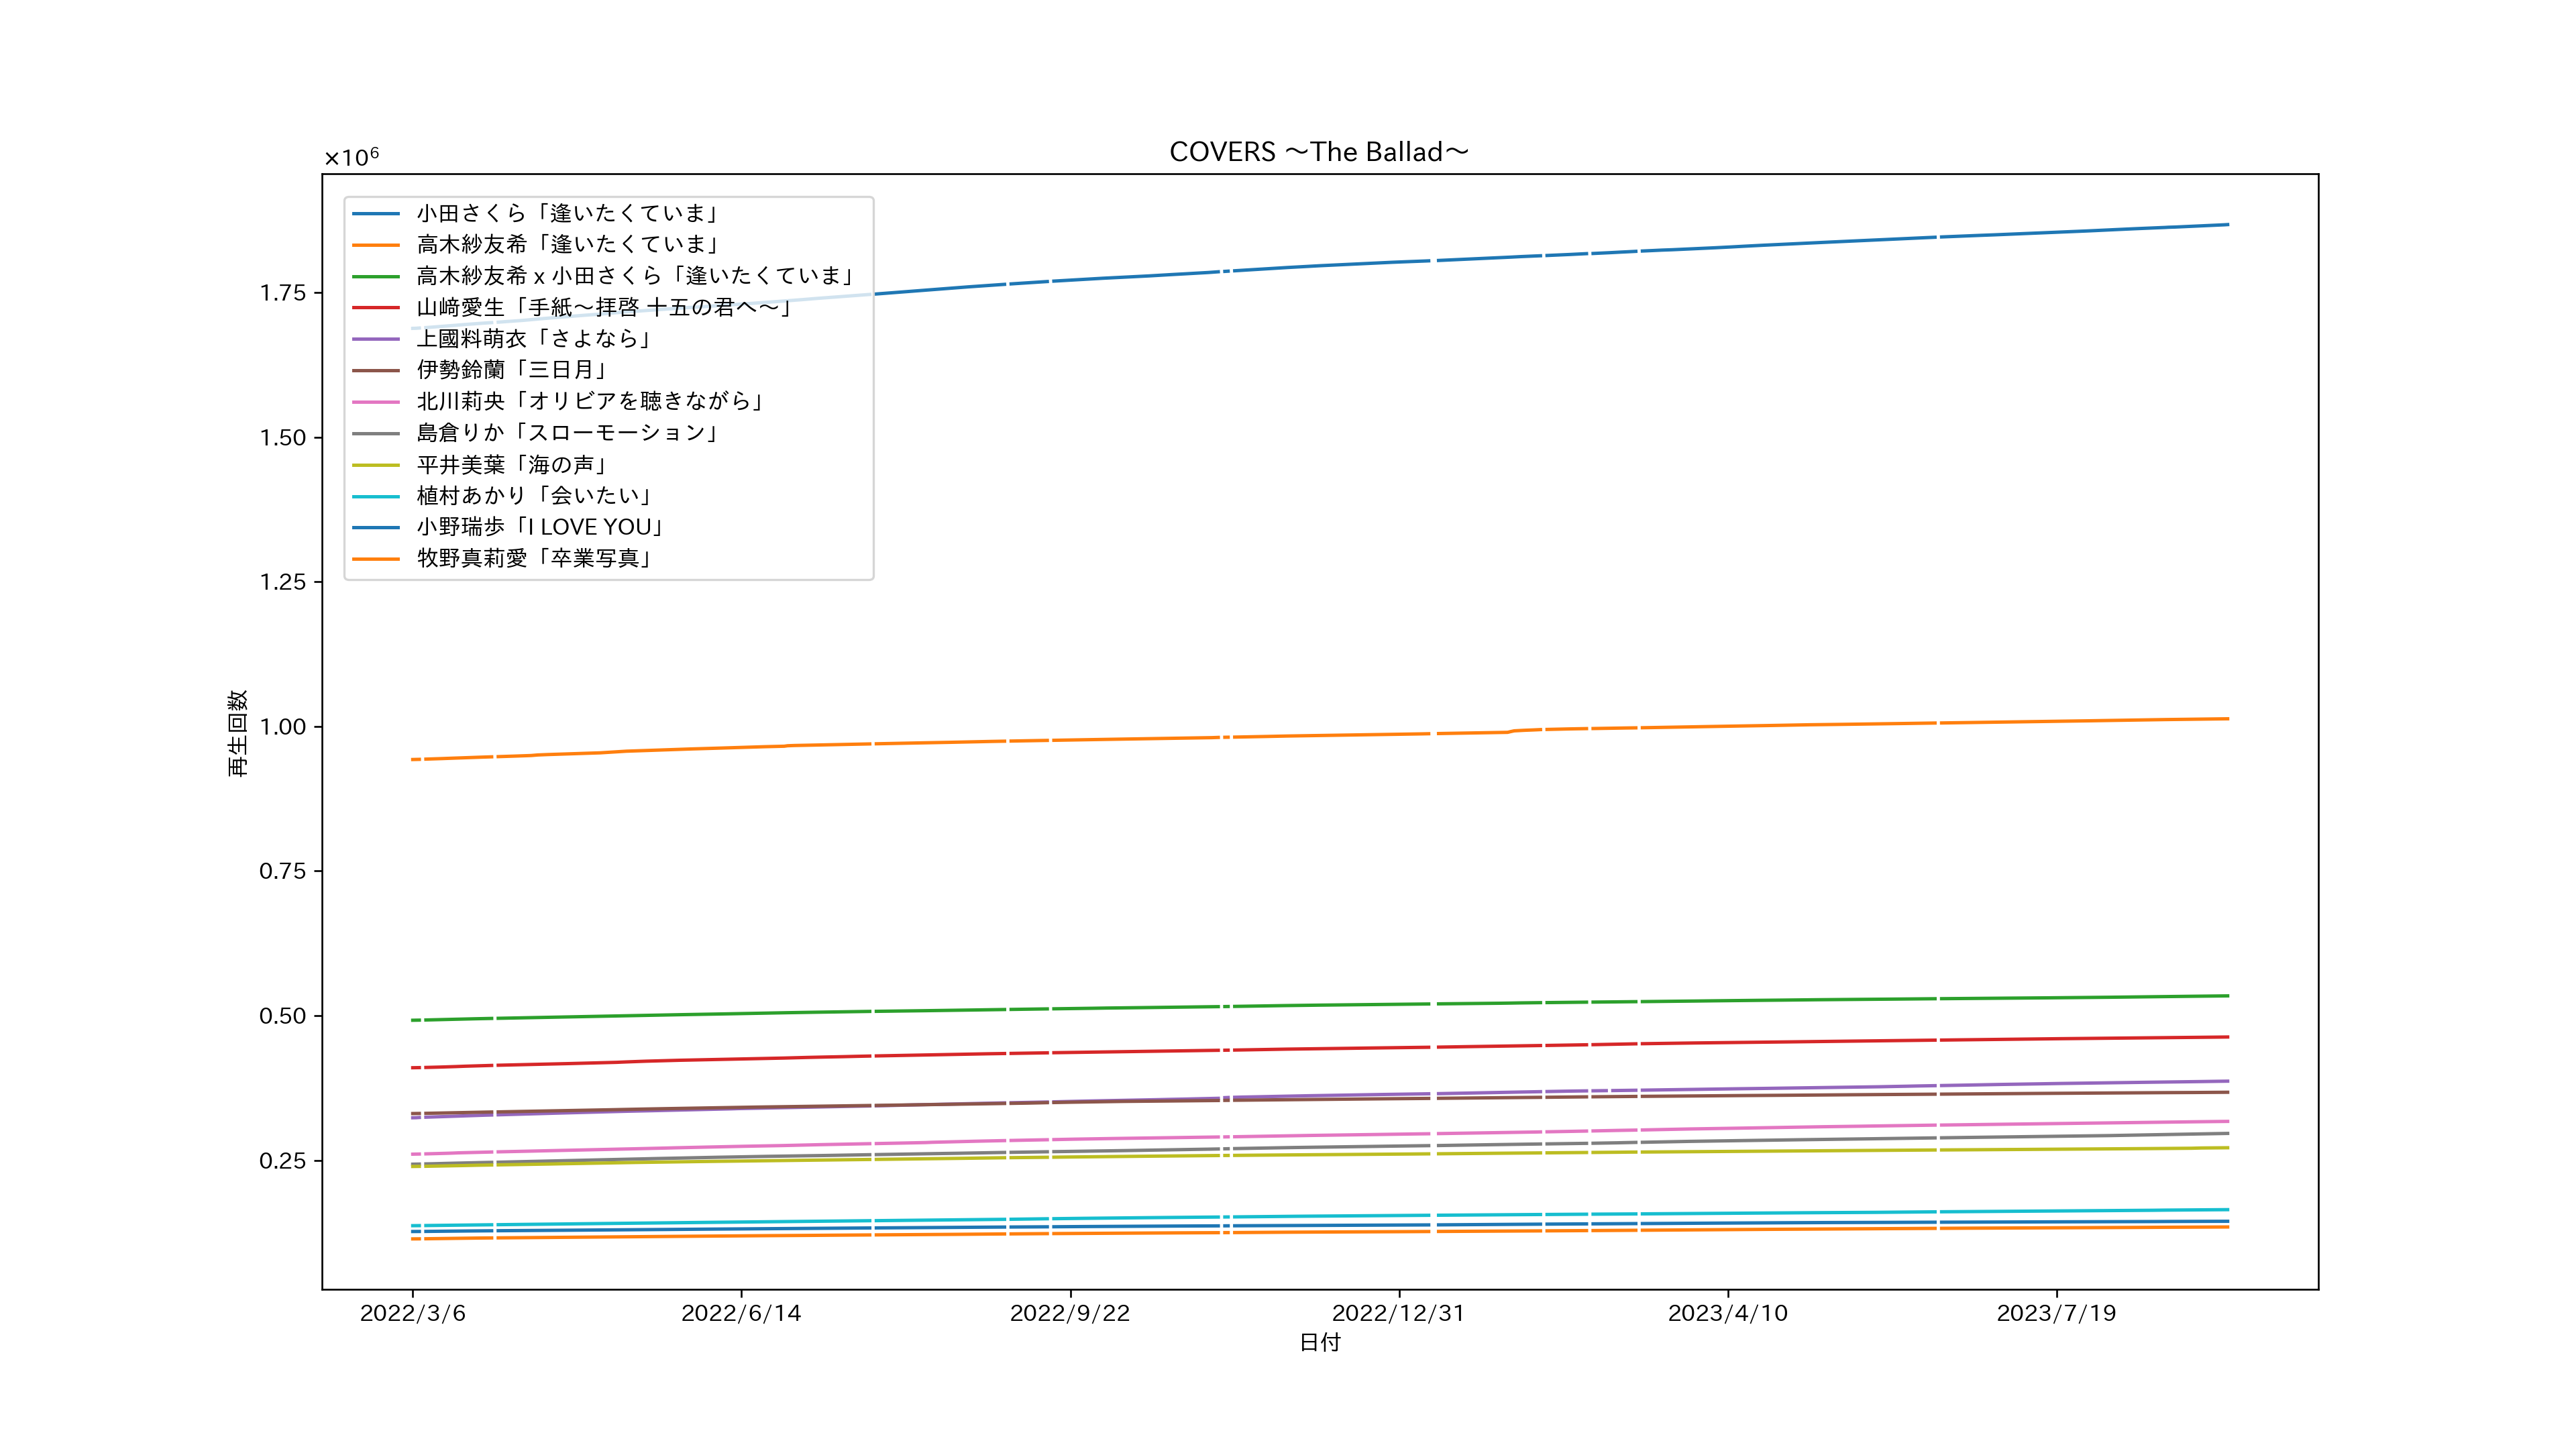 COVERS ～The Ballad～
×10⁶
小田さくら「逢いたくていま」
高木紗友希「逢いたくていま」
高木紗友希 x 小田さくら「逢いたくていま」
山﨑愛生「手紙～拝啓 十五の君へ～」
上國料萌衣「さよなら」
伊勢鈴蘭「三日月」
北川莉央「オリビアを聴きながら」
島倉りか「スローモーション」
平井美葉「海の声」
植村あかり「会いたい」
小野瑞歩「I LOVE YOU」
牧野真莉愛「卒業写真」
1.75
1.50
1.25
1.00
0.75
0.50
0.25
再生回数
2022/3/6
2022/6/14
2022/9/22
2022/12/31
2023/4/10
2023/7/19
日付